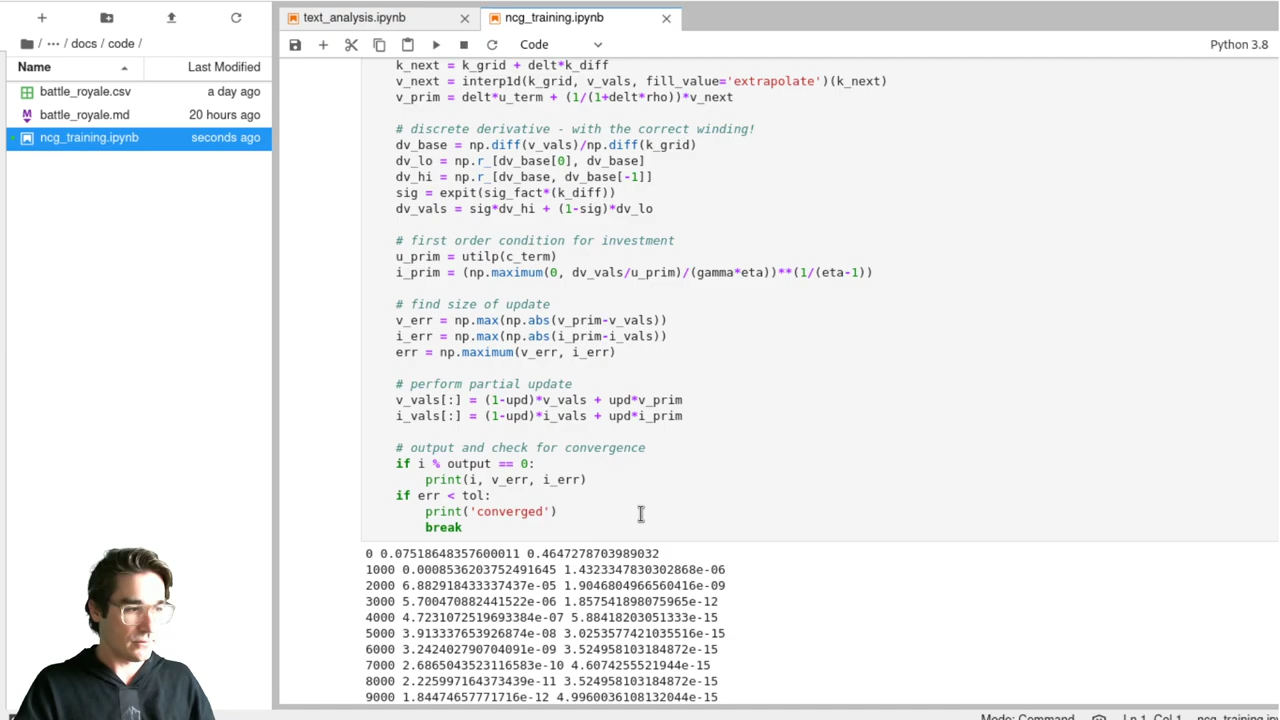 text_analysis.ipynb
ncg_training.ipynb
/ ··· / docs / code /
Code
Python 3.8
Name
Last Modified
battle_royale.csv
a day ago
battle_royale.md
20 hours ago
ncg_training.ipynb
seconds ago
k_next = k_grid + delt*k_diff
v_next = interp1d(k_grid, v_vals, fill_value='extrapolate')(k_next)
v_prim = delt*u_term + (1/(1+delt*rho))*v_next
# discrete derivative - with the correct winding!
dv_base = np.diff(v_vals)/np.diff(k_grid)
dv_lo = np.r_[dv_base[0], dv_base]
dv_hi = np.r_[dv_base, dv_base[-1]]
sig = expit(sig_fact*(k_diff))
dv_vals = sig*dv_hi + (1-sig)*dv_lo
# first order condition for investment
u_prim = utilp(c_term)
i_prim = (np.maximum(0, dv_vals/u_prim)/(gamma*eta))**(1/(eta-1))
# find size of update
v_err = np.max(np.abs(v_prim-v_vals))
i_err = np.max(np.abs(i_prim-i_vals))
err = np.maximum(v_err, i_err)
# perform partial update
v_vals[:] = (1-upd)*v_vals + upd*v_prim
i_vals[:] = (1-upd)*i_vals + upd*i_prim
# output and check for convergence
if i % output == 0:
print(i, v_err, i_err)
if err < tol:
print('converged')
break
0 0.07518648357600011 0.4647278703989032
1000 0.0008536203752491645 1.4323347830302868e-06
2000 6.882918433337437e-05 1.9046804966560416e-09
3000 5.700470882441522e-06 1.857541898075965e-12
4000 4.7231072519693384e-07 5.88418203051333e-15
5000 3.913337653926874e-08 3.0253577421035516e-15
6000 3.242402790704091e-09 3.524958103184872e-15
7000 2.6865043523116583e-10 4.6074255521944e-15
8000 2.225997164373439e-11 3.524958103184872e-15
9000 1.84474657771716e-12 4.9960036108132044e-15
Mode: Command
Ln 1, Col 1